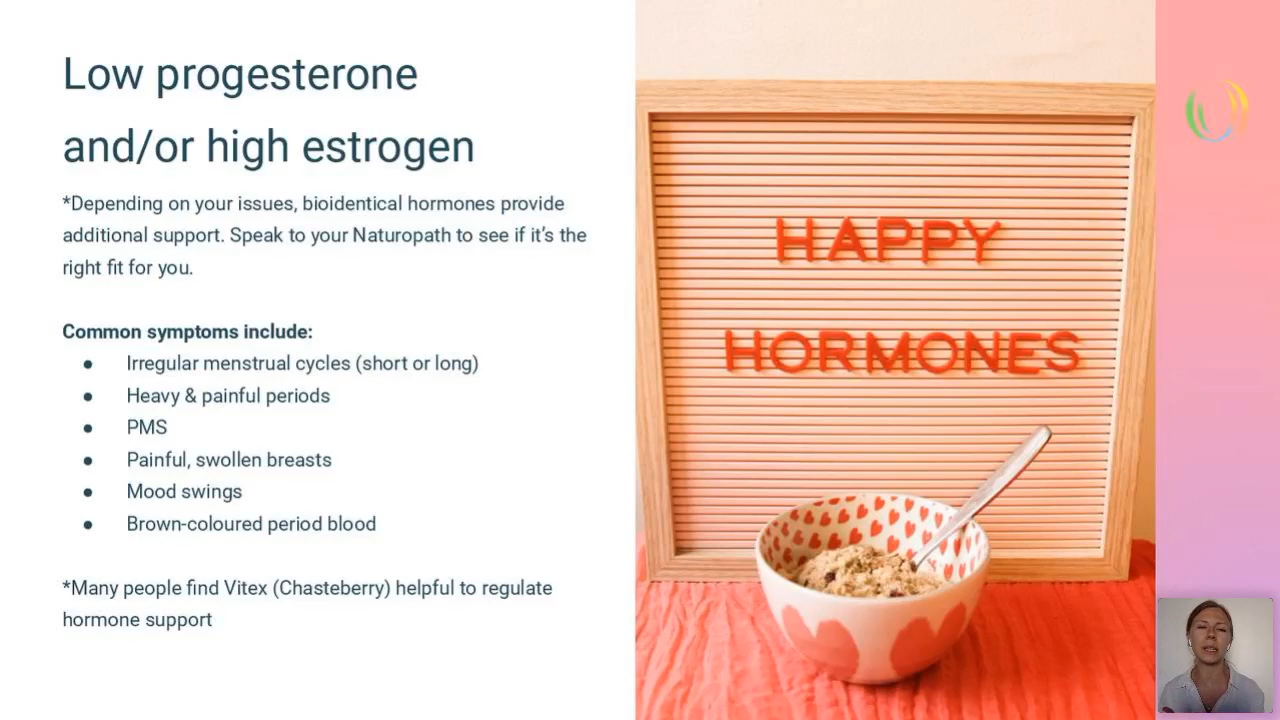 Low progesterone
and/or high estrogen
*Depending on your issues, bioidentical hormones provide
additional support. Speak to your Naturopath to see if it's the
right fit for you.
Common symptoms include:
● Irregular menstrual cycles (short or long)
● Heavy & painful periods
● PMS
● Painful, swollen breasts
● Mood swings
● Brown-coloured period blood
*Many people find Vitex (Chasteberry) helpful to regulate
hormone support
HAPPY
HORMONES